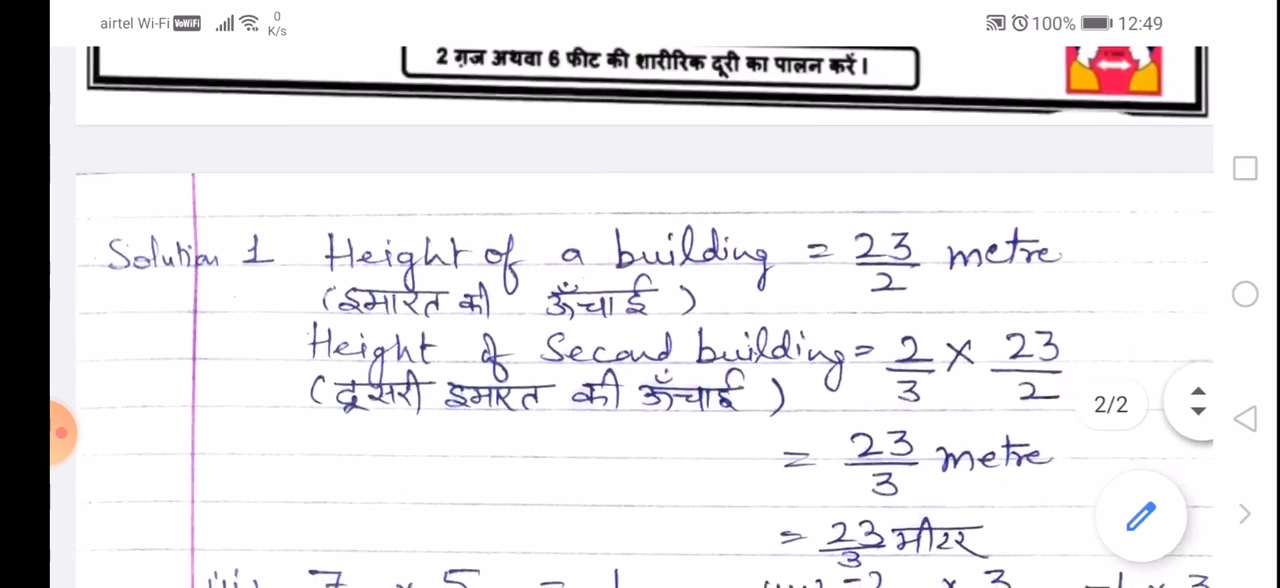 airtel Wi-Fi VoWiFi 0 K/s 100% 12:49
2 ग़ज अथवा 6 फीट की शारीरिक दूरी का पालन करें।
Solution 1 Height of a building = 23/2 metre
(इमारत की ऊँचाई)
Height of Second building = 2/3 × 23/2
(दूसरी इमारत की ऊँचाई)
2/2
= 23/3 metre
= 23/3 मीटर